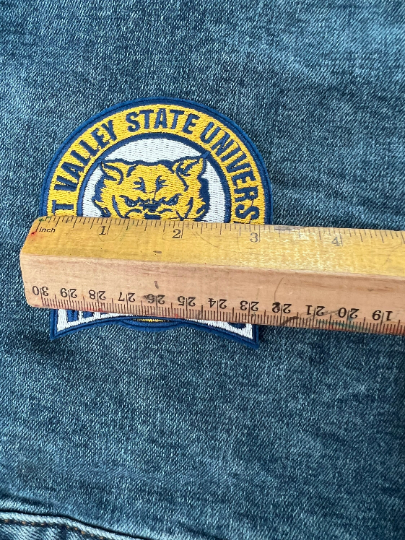 T VALLEY STATE UNIVERS
inch 1 2 3 4
30 29 28 27 26 25 24 23 22 21 20 19